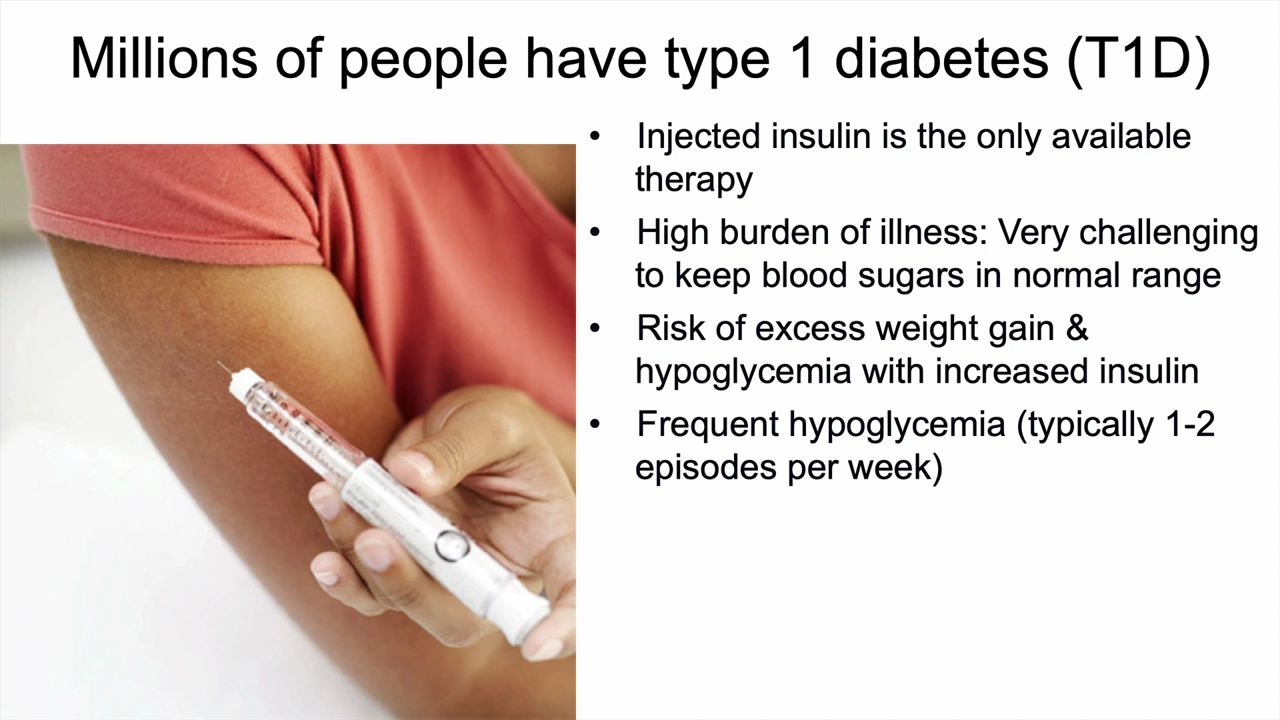 Millions of people have type 1 diabetes (T1D)
• Injected insulin is the only available
therapy
• High burden of illness: Very challenging
to keep blood sugars in normal range
• Risk of excess weight gain &
hypoglycemia with increased insulin
• Frequent hypoglycemia (typically 1-2
episodes per week)